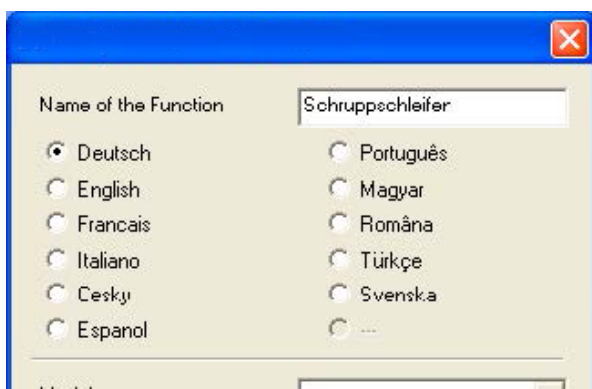 Name of the Function Schruppschleifer
Deutsch Português
English Magyar
Francais Româna
Italiano Türkçe
Cesky Svenska
Espanol ---